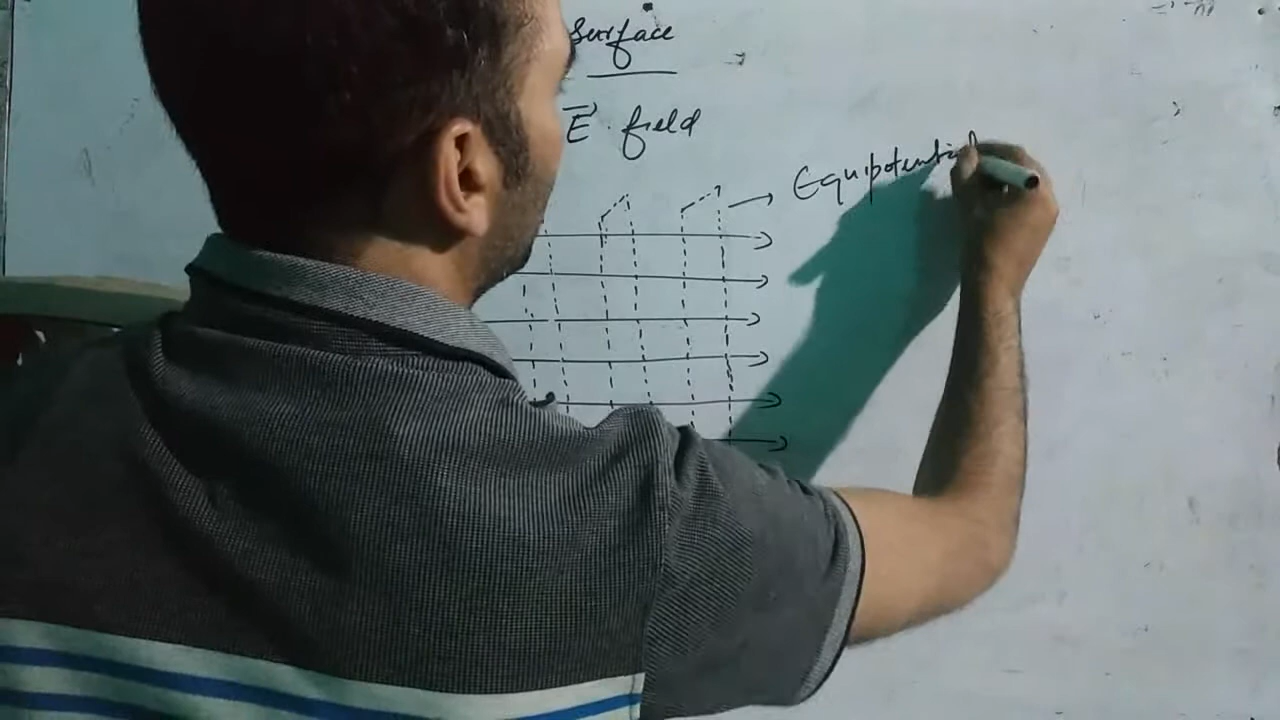 Surface
E⃗ . field
Equipotential